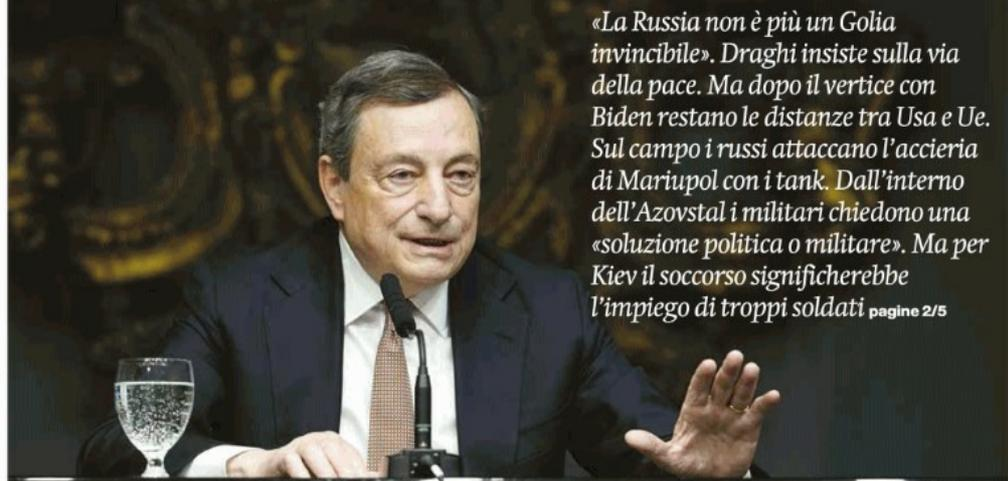 «La Russia non è più un Golia
invincibile». Draghi insiste sulla via
della pace. Ma dopo il vertice con
Biden restano le distanze tra Usa e Ue.
Sul campo i russi attaccano l’accieria
di Mariupol con i tank. Dall’interno
dell’Azovstal i militari chiedono una
«soluzione politica o militare». Ma per
Kiev il soccorso significherebbe
l’impiego di troppi soldati pagine 2/5